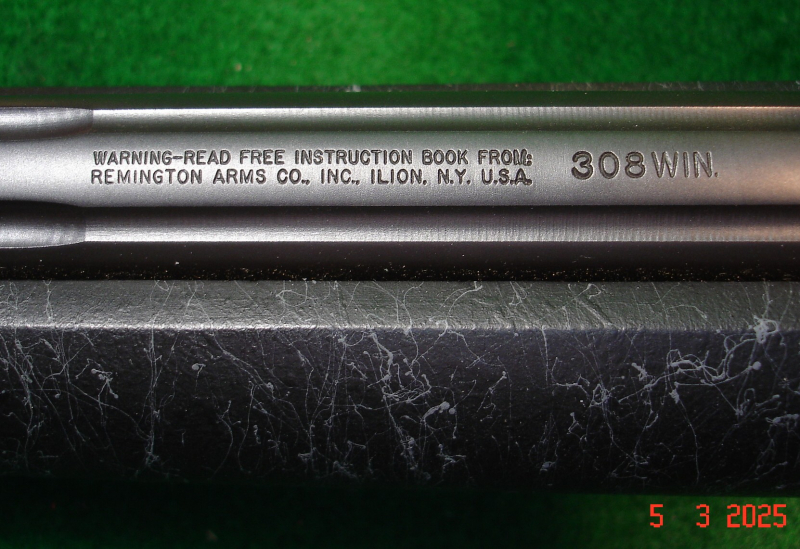 WARNING-READ FREE INSTRUCTION BOOK FROM:
REMINGTON ARMS CO., INC., ILION, N.Y. U.S.A.
308 WIN.
5 3 2025